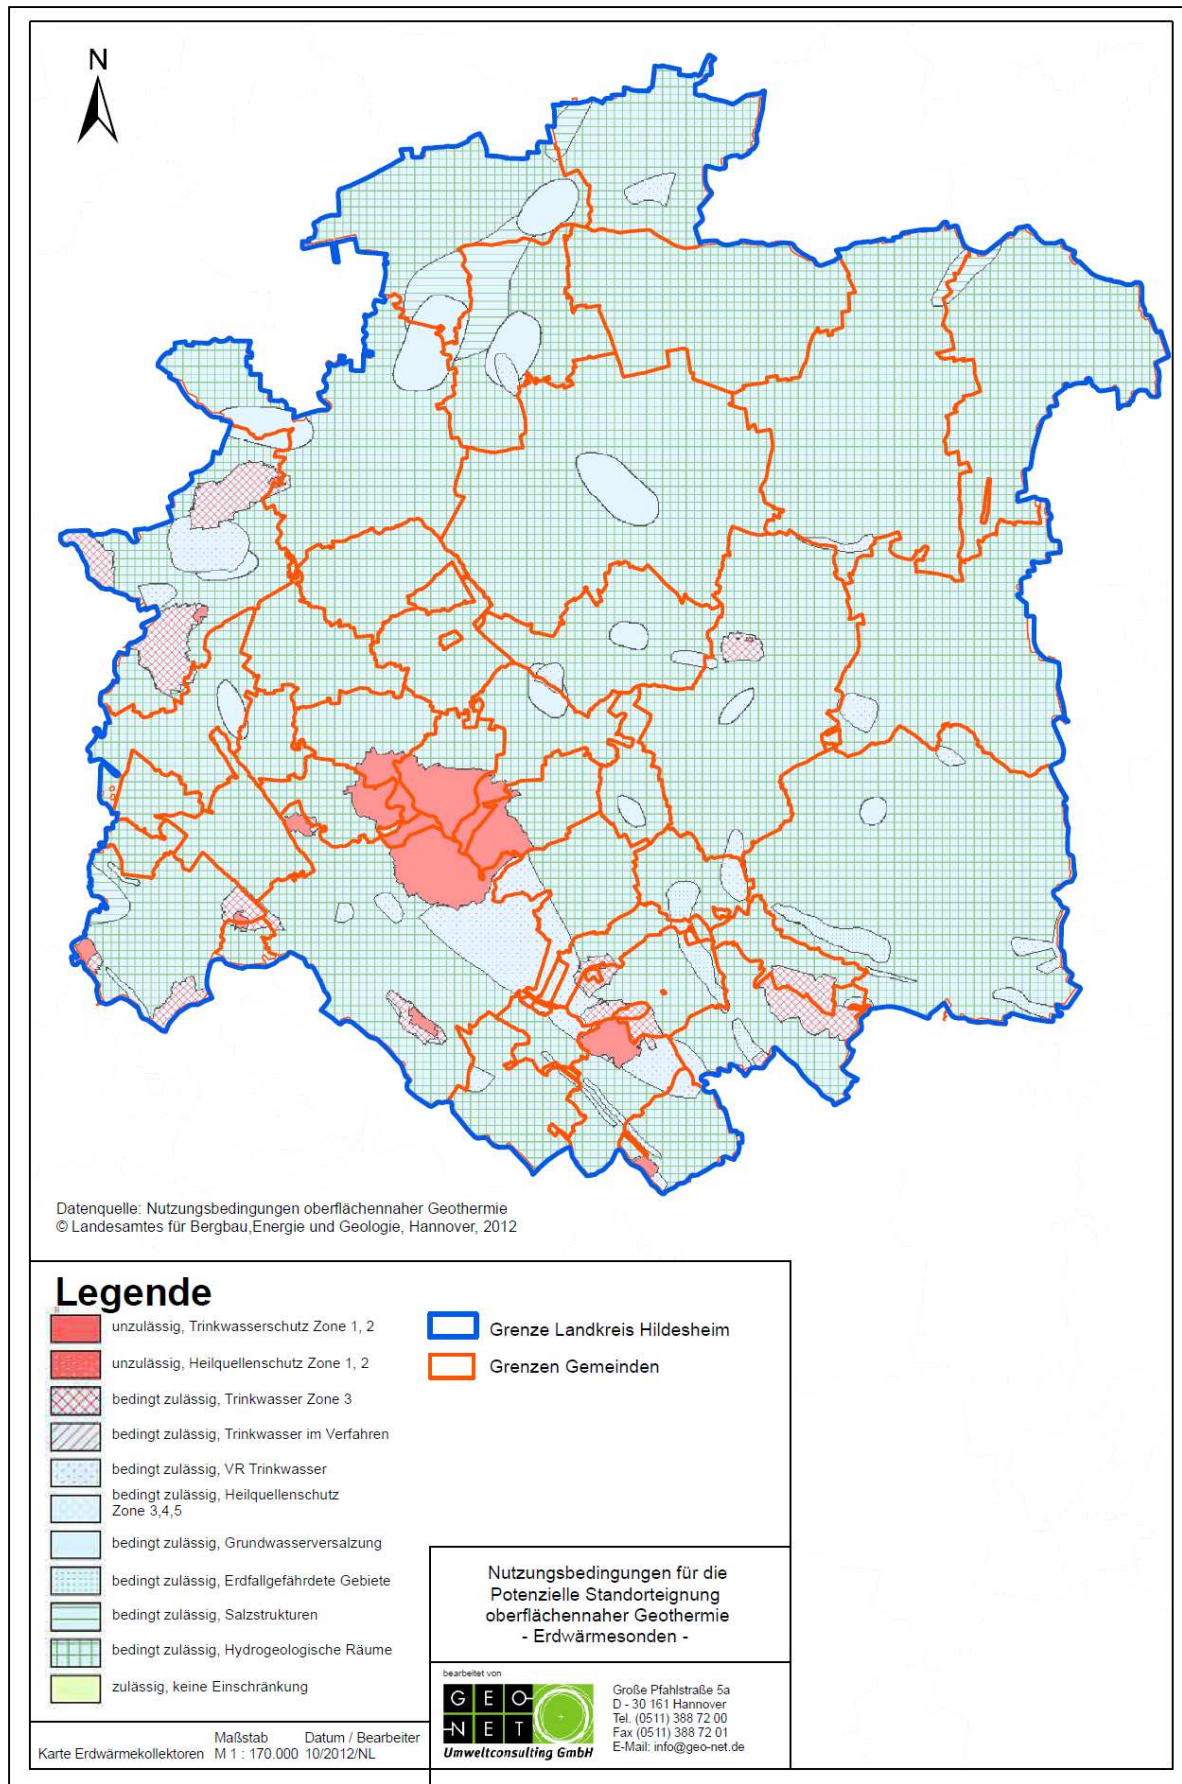 N
Datenquelle: Nutzungsbedingungen oberflächennaher Geothermie
© Landesamtes für Bergbau,Energie und Geologie, Hannover, 2012
Legende
unzulässig, Trinkwasserschutz Zone 1, 2
unzulässig, Heilquellenschutz Zone 1, 2
bedingt zulässig, Trinkwasser Zone 3
bedingt zulässig, Trinkwasser im Verfahren
bedingt zulässig, VR Trinkwasser
bedingt zulässig, Heilquellenschutz
Zone 3,4,5
bedingt zulässig, Grundwasserversalzung
bedingt zulässig, Erdfallgefährdete Gebiete
bedingt zulässig, Salzstrukturen
bedingt zulässig, Hydrogeologische Räume
zulässig, keine Einschränkung
Grenze Landkreis Hildesheim
Grenzen Gemeinden
Nutzungsbedingungen für die
Potenzielle Standorteignung
oberflächennaher Geothermie
- Erdwärmesonden -
bearbeitet von
GEO-
-NET
Umweltconsulting GmbH
Große Pfahlstraße 5a
D - 30 161 Hannover
Tel. (0511) 388 72 00
Fax (0511) 388 72 01
E-Mail: info@geo-net.de
Karte Erdwärmekollektoren
Maßstab
M 1 : 170.000
Datum / Bearbeiter
10/2012/NL